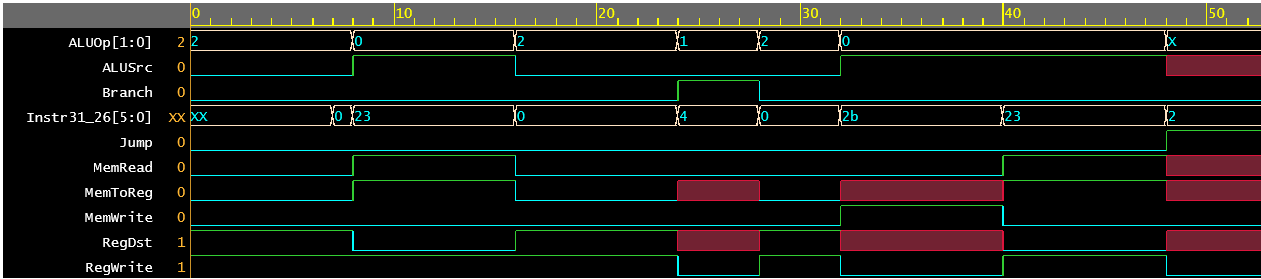 0 10 20 30 40 50
ALUOp[1:0] 2 2 0 2 1 2 0 x
ALUSrc 0
Branch 0
Instr31_26[5:0] xx XX 0 23 0 4 0 2b 23 2
Jump 0
MemRead 0
MemToReg 0
MemWrite 0
RegDst 1
RegWrite 1